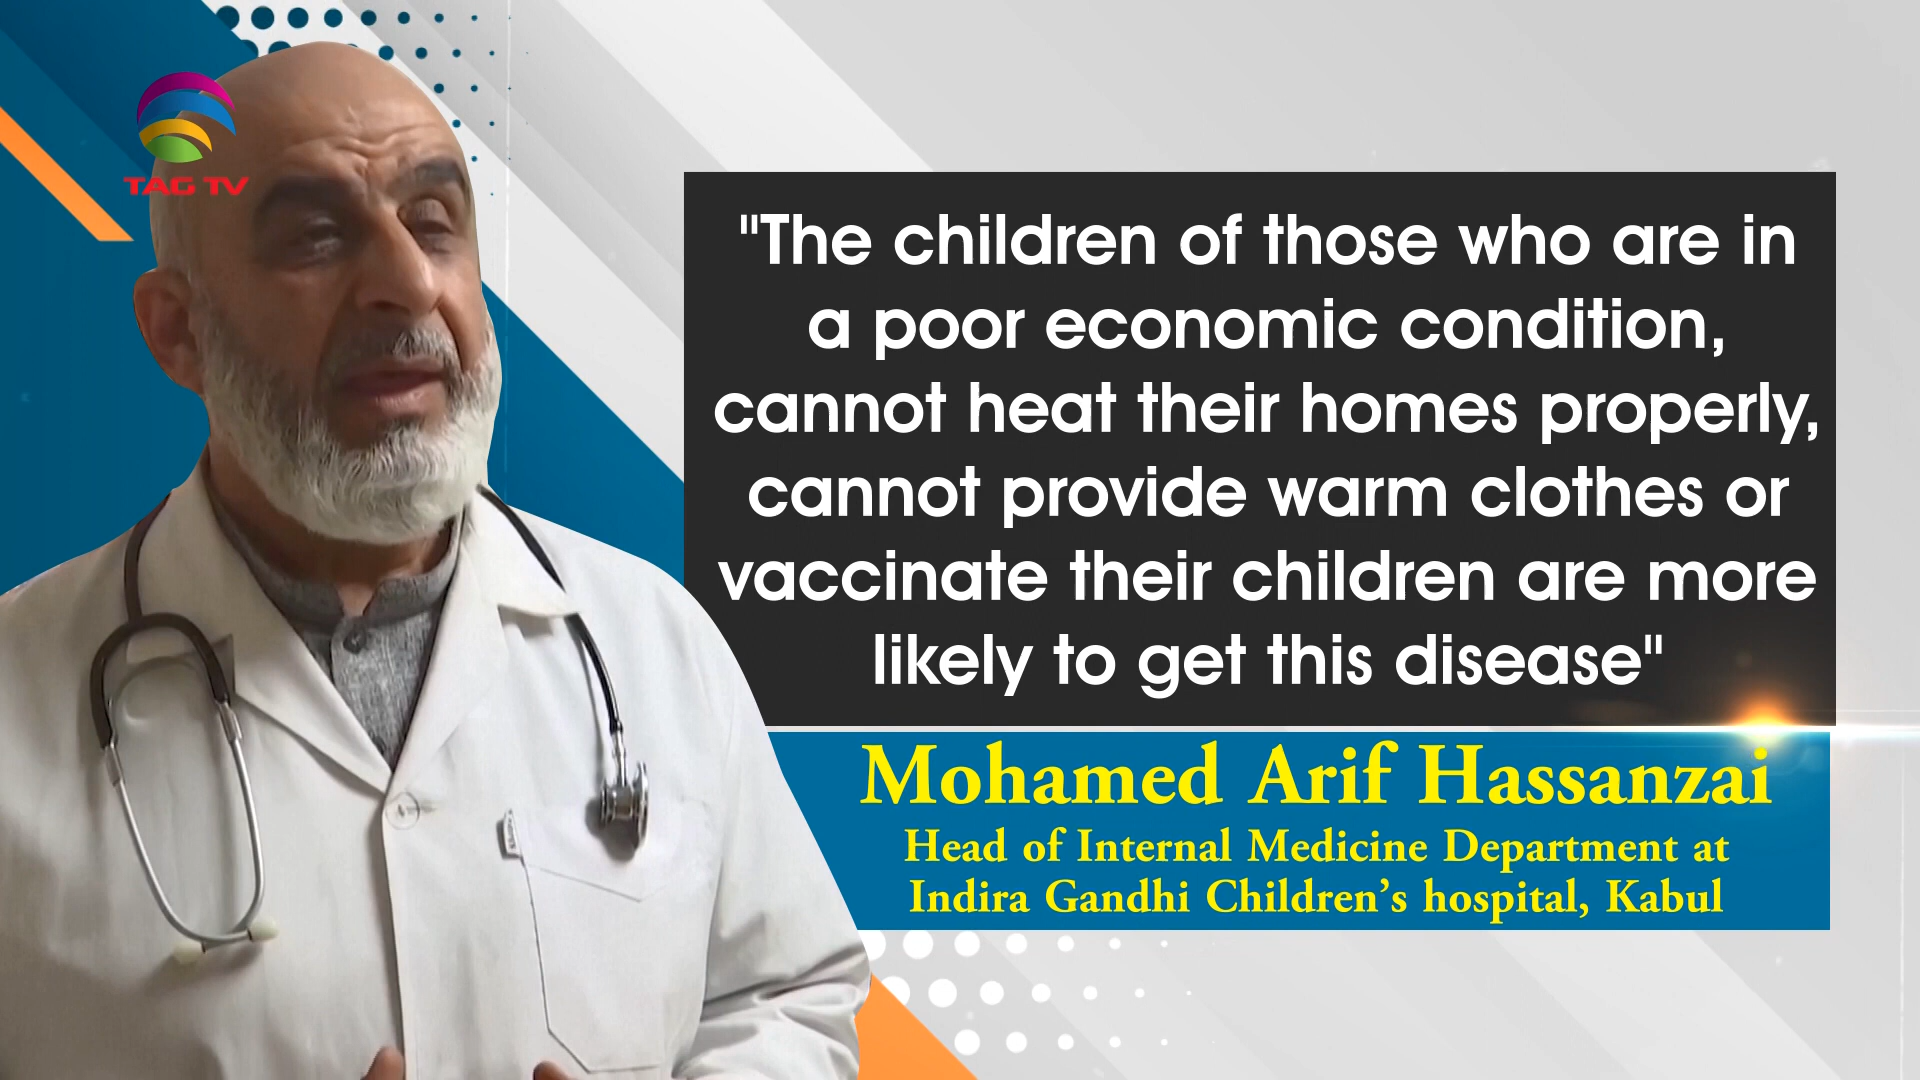 TAG TV
"The children of those who are in
a poor economic condition,
cannot heat their homes properly,
cannot provide warm clothes or
vaccinate their children are more
likely to get this disease"
Mohamed Arif Hassanzai
Head of Internal Medicine Department at
Indira Gandhi Children’s hospital, Kabul